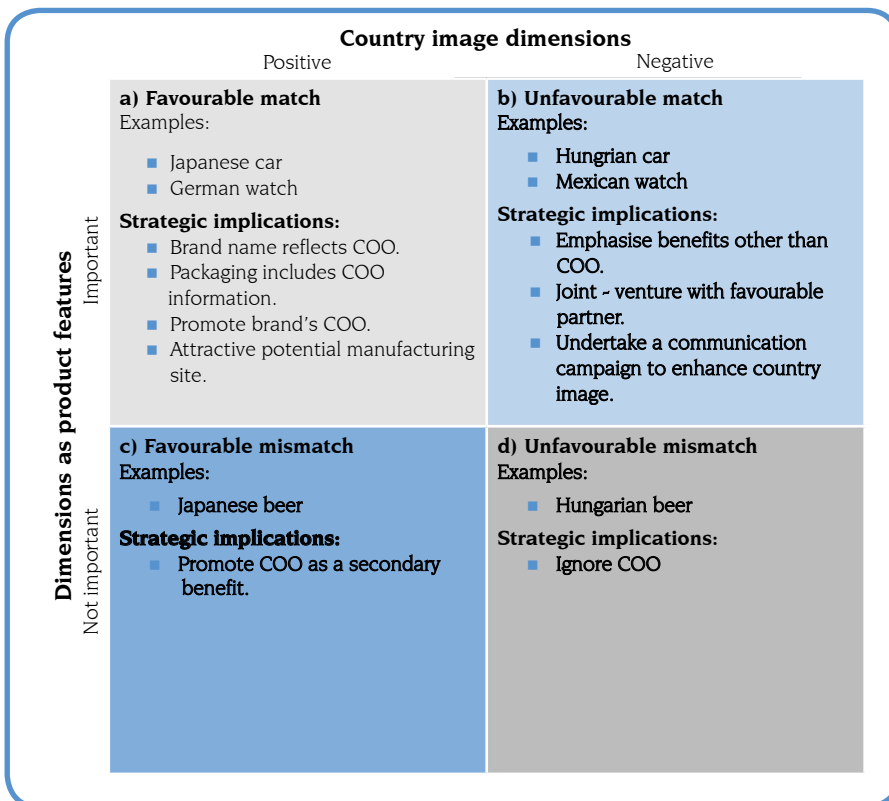 Country image dimensions
Positive
Negative
Dimensions as product features
Important
Not important
a) Favourable match
Examples:
■ Japanese car
■ German watch
Strategic implications:
■ Brand name reflects COO.
■ Packaging includes COO
information.
■ Promote brand’s COO.
■ Attractive potential manufacturing
site.
b) Unfavourable match
Examples:
■ Hungrian car
■ Mexican watch
Strategic implications:
■ Emphasise benefits other than
COO.
■ Joint ~ venture with favourable
partner.
■ Undertake a communication
campaign to enhance country
image.
c) Favourable mismatch
Examples:
■ Japanese beer
Strategic implications:
■ Promote COO as a secondary
benefit.
d) Unfavourable mismatch
Examples:
■ Hungarian beer
Strategic implications:
■ Ignore COO